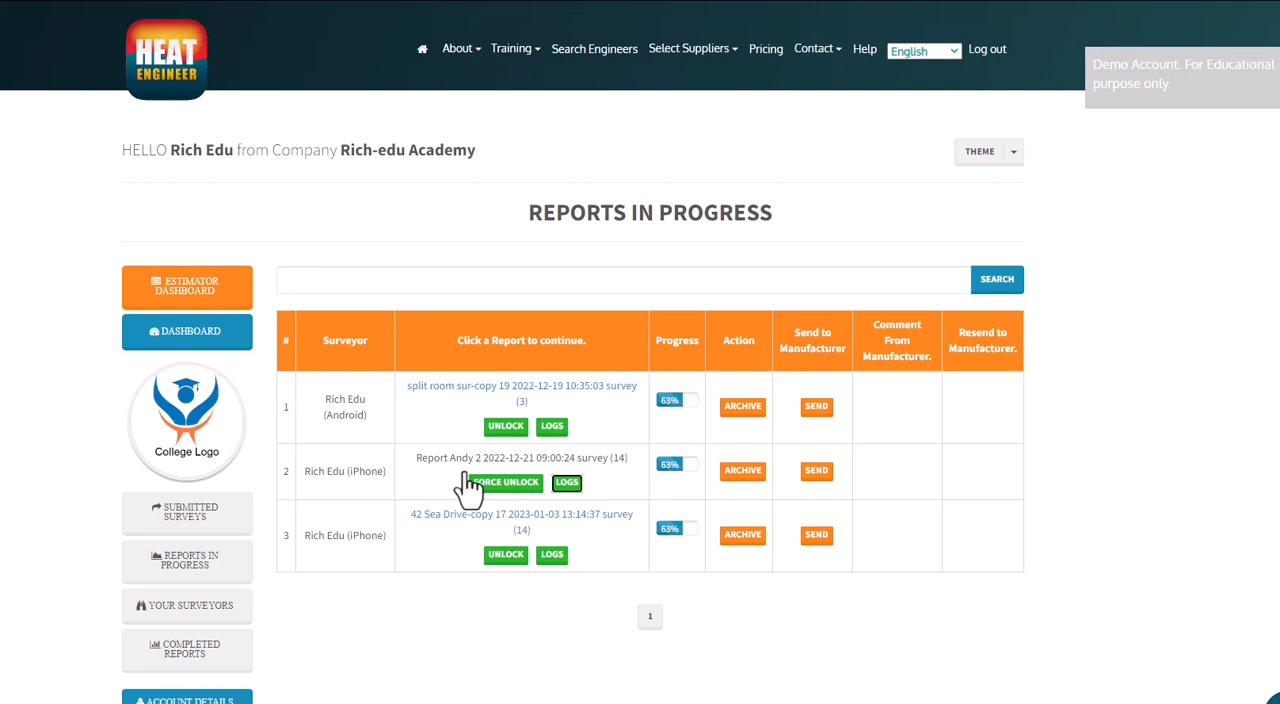 HEAT
ENGINEER
About
Training
Search Engineers
Select Suppliers
Pricing
Contact
Help
English
Log out
Demo Account. For Educational
purpose only.
HELLO Rich Edu from Company Rich-edu Academy
THEME
REPORTS IN PROGRESS
ESTIMATOR
DASHBOARD
DASHBOARD
College Logo
SUBMITTED
SURVEYS
REPORTS IN
PROGRESS
YOUR SURVEYORS
COMPLETED
REPORTS
ACCOUNT DETAILS
SEARCH
# Surveyor Click a Report to continue. Progress Action
Send to
Manufacturer
Comment
From
Manufacturer.
Resend to
Manufacturer.
1
Rich Edu
(Android)
split room sur-copy 19 2022-12-19 10:35:03 survey
(3)
UNLOCK LOGS
63%
ARCHIVE
SEND
2
Rich Edu (iPhone)
Report Andy 2 2022-12-21 09:00:24 survey (14)
FORCE UNLOCK LOGS
63%
ARCHIVE
SEND
3
Rich Edu (iPhone)
42 Sea Drive-copy 17 2023-01-03 13:14:37 survey
(14)
UNLOCK LOGS
63%
ARCHIVE
SEND
1